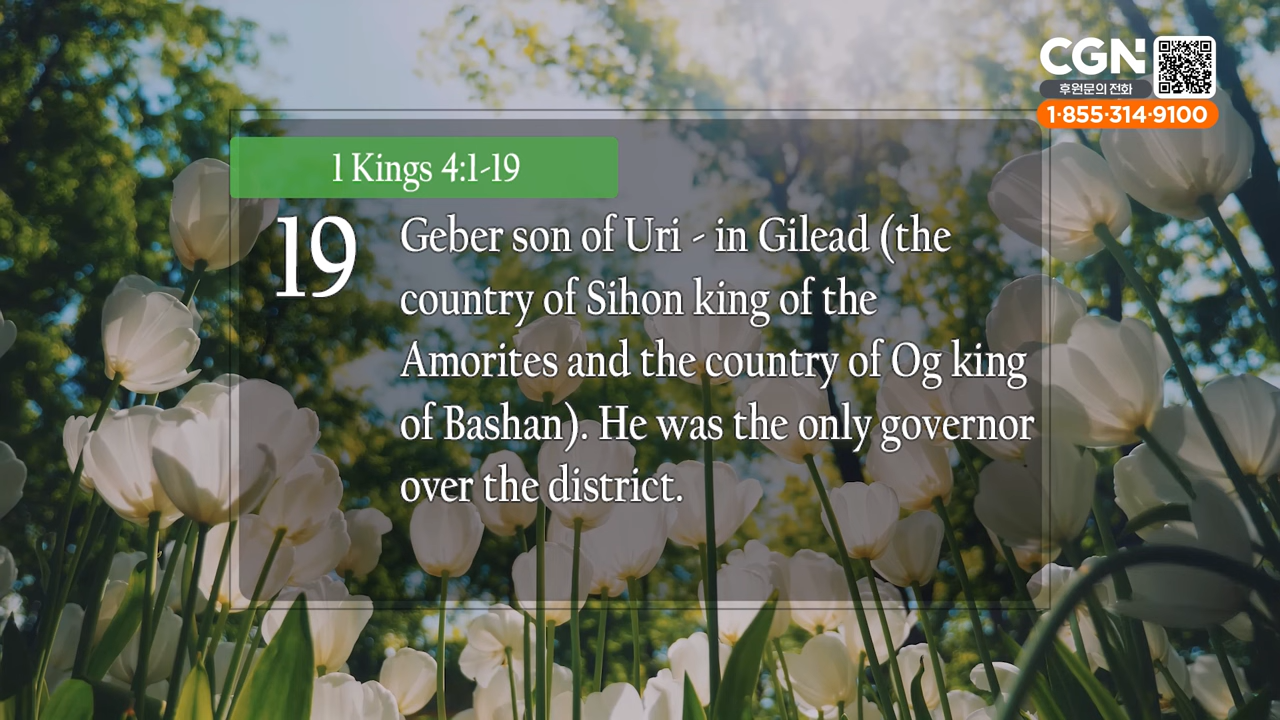 CGN
후원문의 전화
1·855·314·9100
1 Kings 4:1-19
19
Geber son of Uri - in Gilead (the
country of Sihon king of the
Amorites and the country of Og king
of Bashan). He was the only governor
over the district.